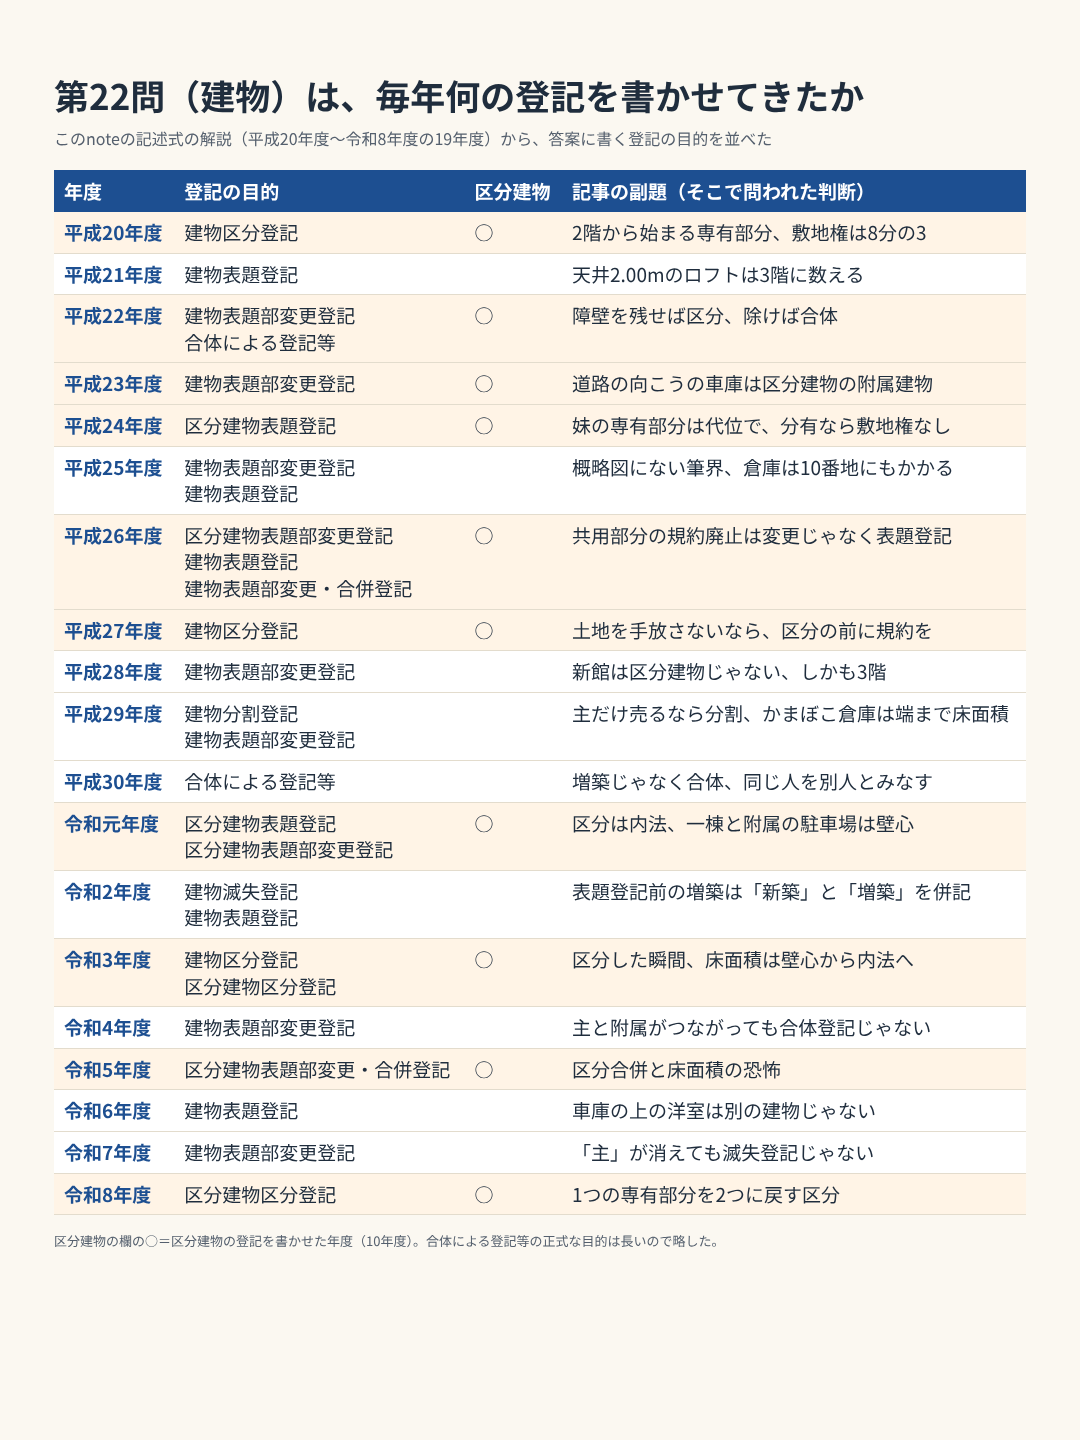 第22問（建物）は、毎年何の登記を書かせてきたか
このnoteの記述式の解説（平成20年度～令和8年度の19年度）から、答案に書く登記の目的を並べた
年度 登記の目的 区分建物 記事の副題（そこで問われた判断）
平成20年度 建物区分登記 ○ 2階から始まる専有部分、敷地権は8分の3
平成21年度 建物表題登記 天井2.00mのロフトは3階に数える
平成22年度 建物表題部変更登記 ○ 障壁を残せば区分、除けば合体
合体による登記等
平成23年度 建物表題部変更登記 ○ 道路の向こうの車庫は区分建物の附属建物
平成24年度 区分建物表題登記 ○ 妹の専有部分は代位で、分有なら敷地権なし
平成25年度 建物表題部変更登記 概略図にない筆界、倉庫は10番地にもかかる
建物表題登記
平成26年度 区分建物表題部変更登記 ○ 共用部分の規約廃止は変更じゃなく表題登記
建物表題登記
建物表題部変更・合併登記
平成27年度 建物区分登記 ○ 土地を手放さないなら、区分の前に規約を
平成28年度 建物表題部変更登記 新館は区分建物じゃない、しかも3階
平成29年度 建物分割登記 主だけ売るなら分割、かまぼこ倉庫は端まで床面積
建物表題部変更登記
平成30年度 合体による登記等 増築じゃなく合体、同じ人を別人とみなす
令和元年度 区分建物表題登記 ○ 区分は内法、一棟と附属の駐車場は壁心
区分建物表題部変更登記
令和2年度 建物滅失登記 表題登記前の増築は「新築」と「増築」を併記
建物表題登記
令和3年度 建物区分登記 ○ 区分した瞬間、床面積は壁心から内法へ
区分建物区分登記
令和4年度 建物表題部変更登記 主と附属がつながっても合体登記じゃない
令和5年度 区分建物表題部変更・合併登記 ○ 区分合併と床面積の恐怖
令和6年度 建物表題登記 車庫の上の洋室は別の建物じゃない
令和7年度 建物表題部変更登記 「主」が消えても滅失登記じゃない
令和8年度 区分建物区分登記 ○ 1つの専有部分を2つに戻す区分
区分建物の欄の○＝区分建物の登記を書かせた年度（10年度）。合体による登記等の正式な目的は長いので略した。